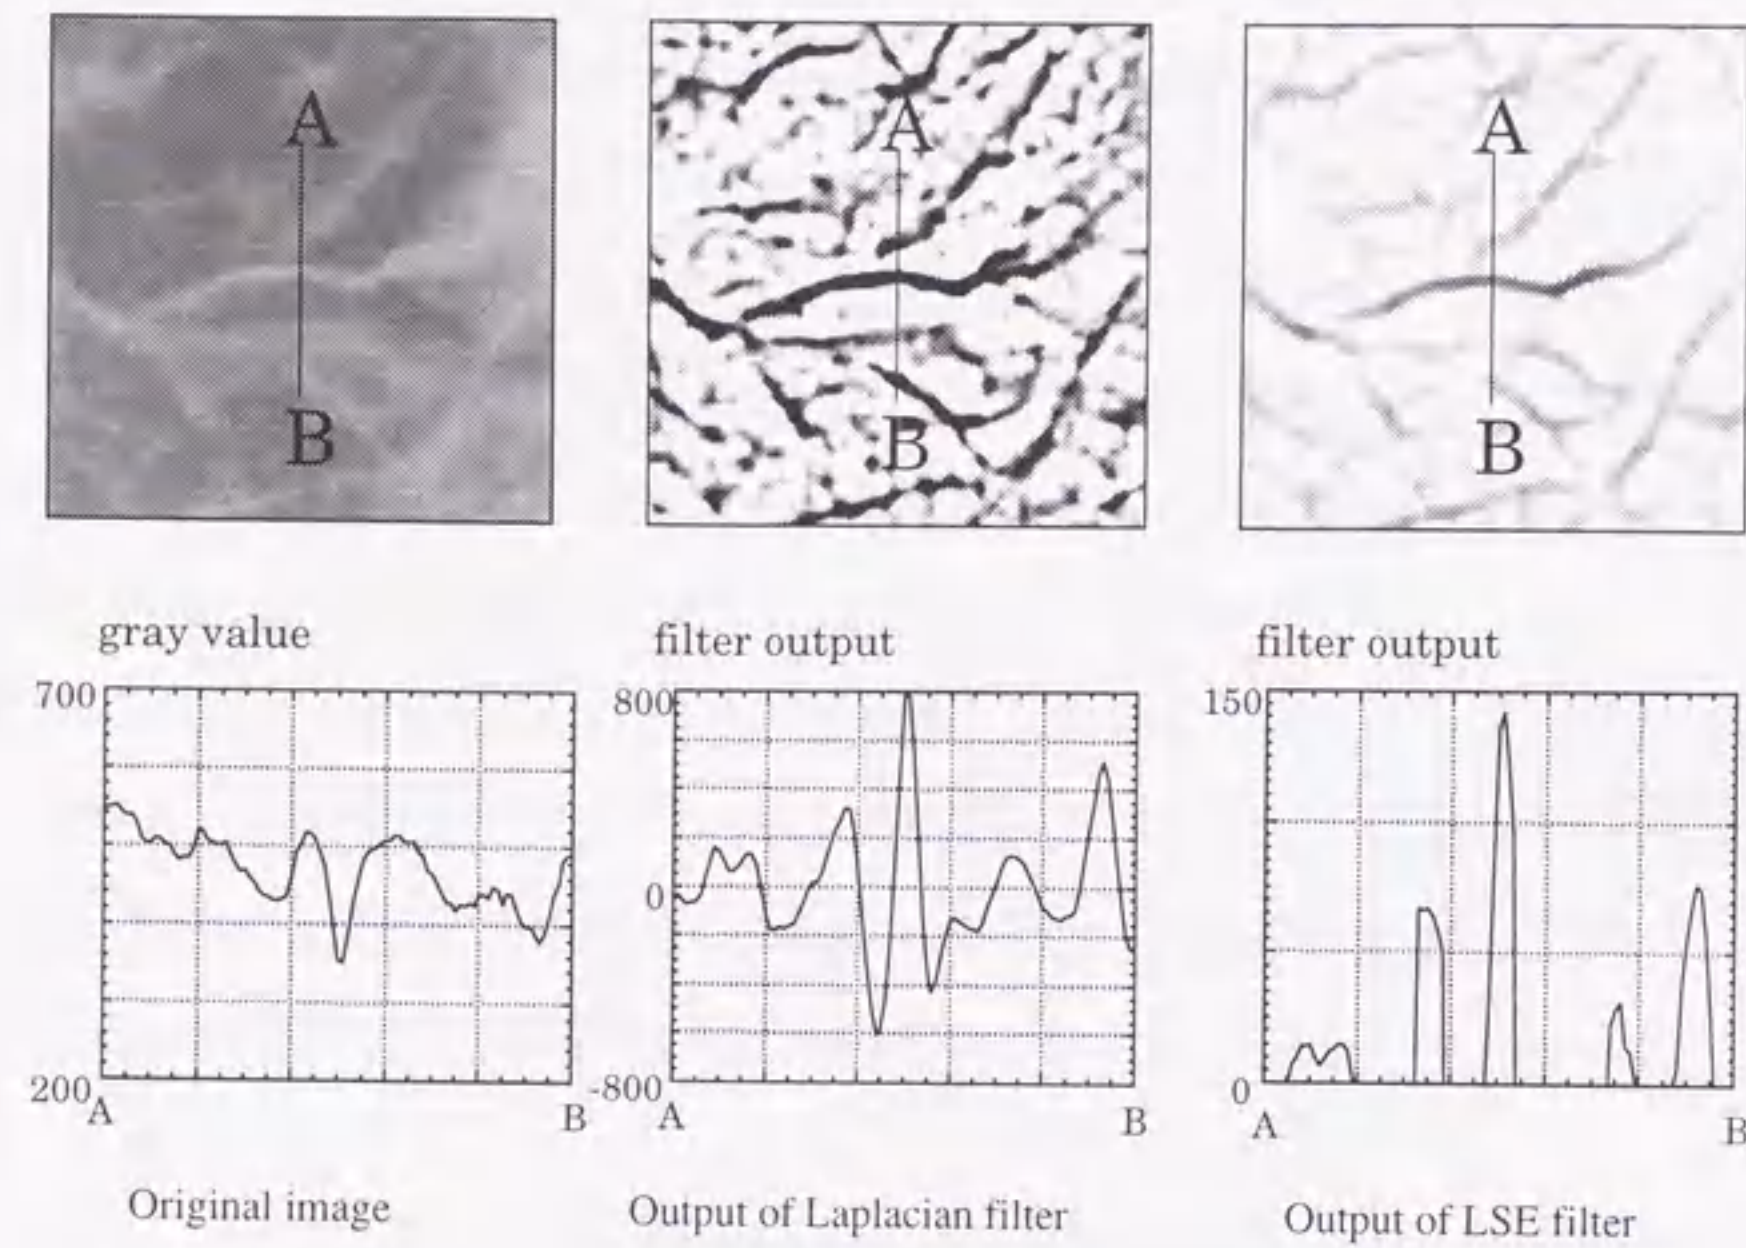 A
B
A
B
A
B
gray value
700
200
A
B
Original image
filter output
800
0
-800
A
B
Output of Laplacian filter
filter output
150
0
A
B
Output of LSE filter